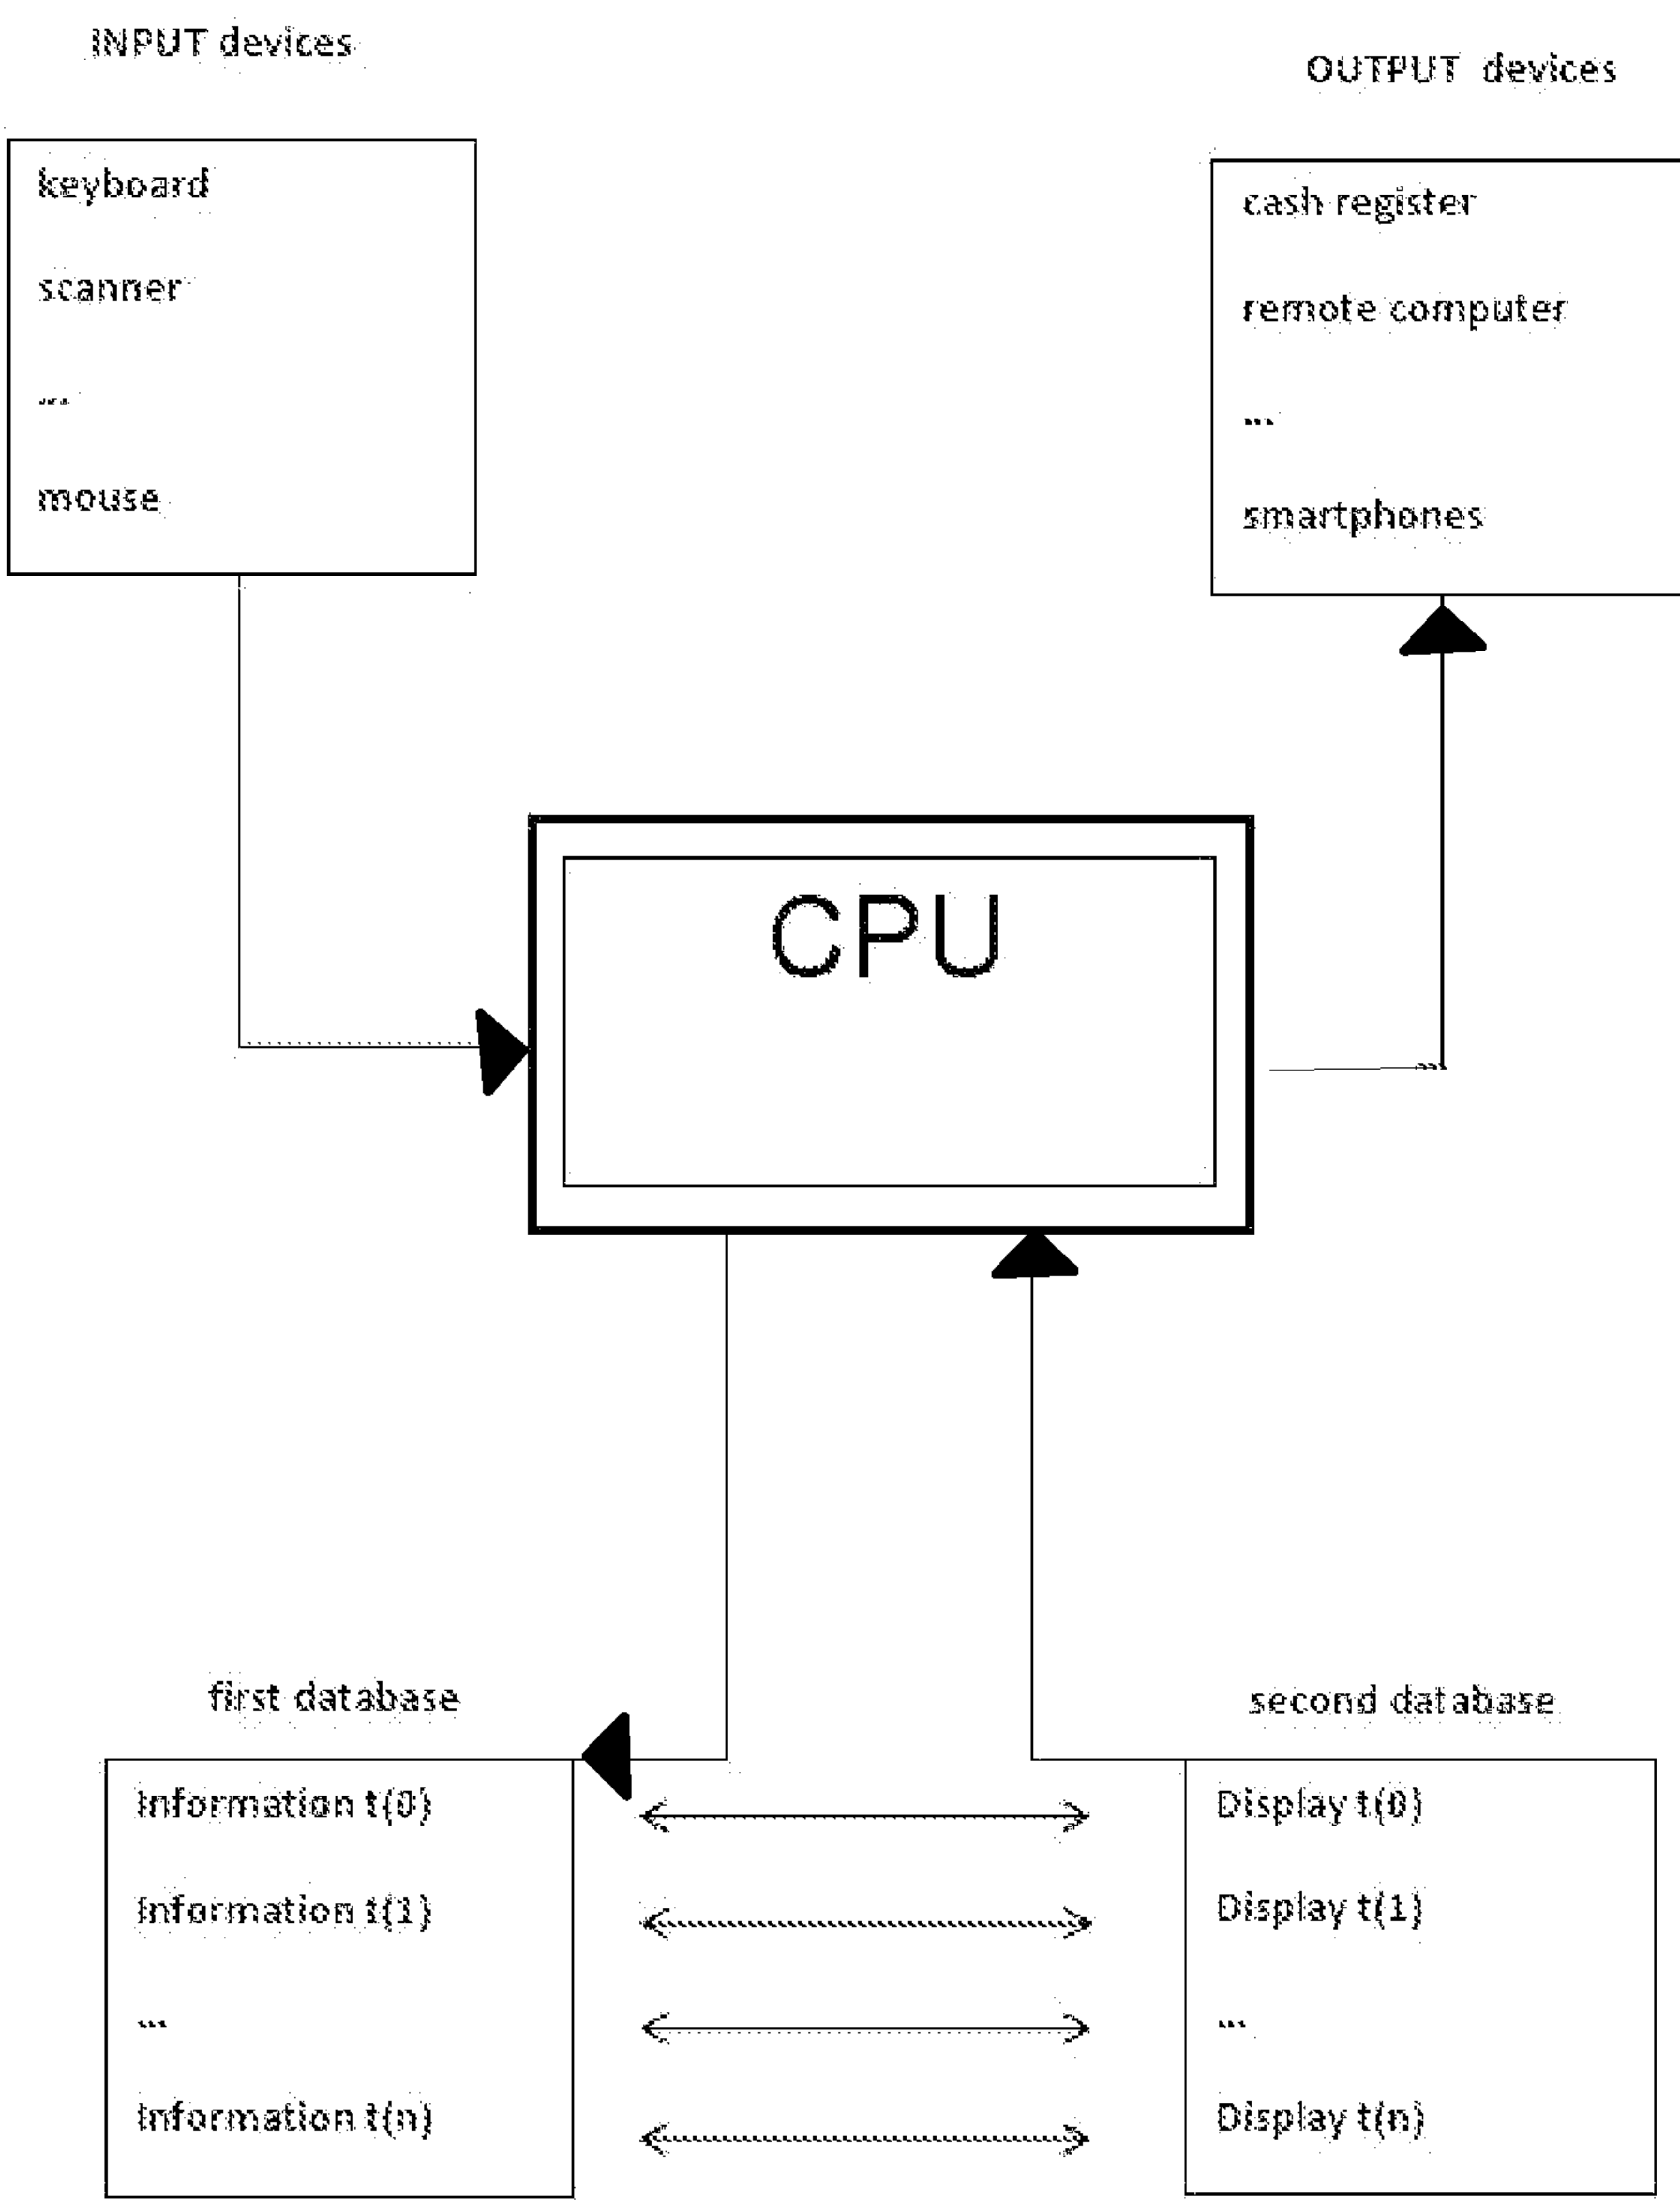 INPUT devices
keyboard
scanner
...
mouse
OUTPUT devices
cash register
remote computer
...
smartphones
CPU
first database
Information t(0)
Information t(1)
...
Information t(n)
second database
Display t(0)
Display t(1)
...
Display t(n)